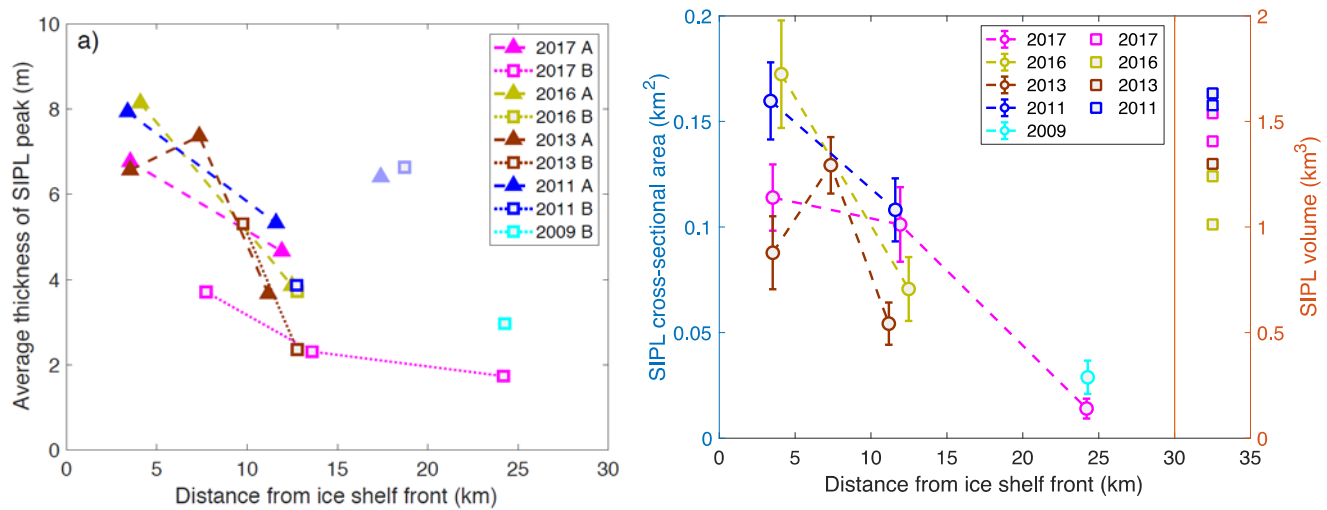 a)
Average thickness of SIPL peak (m)
10
8
6
4
2
0
0 5 10 15 20 25 30
Distance from ice shelf front (km)
2017 A
2017 B
2016 A
2016 B
2013 A
2013 B
2011 A
2011 B
2009 B
SIPL cross-sectional area (km2)
0.2
0.15
0.1
0.05
0
0 5 10 15 20 25 30 35
Distance from ice shelf front (km)
2017 2017
2016 2016
2013 2013
2011 2011
2009
2
1.5
1
0.5
0
SIPL volume (km3)